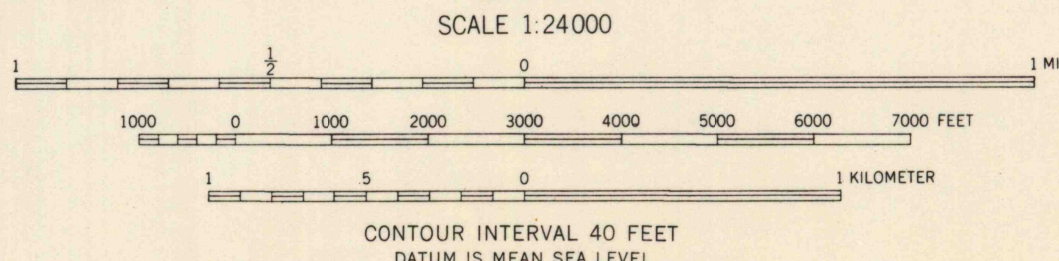 SCALE 1:24000
1 1/2 0 1 MI
1000 0 1000 2000 3000 4000 5000 6000 7000 FEET
1 .5 0 1 KILOMETER
CONTOUR INTERVAL 40 FEET
DATUM IS MEAN SEA LEVEL